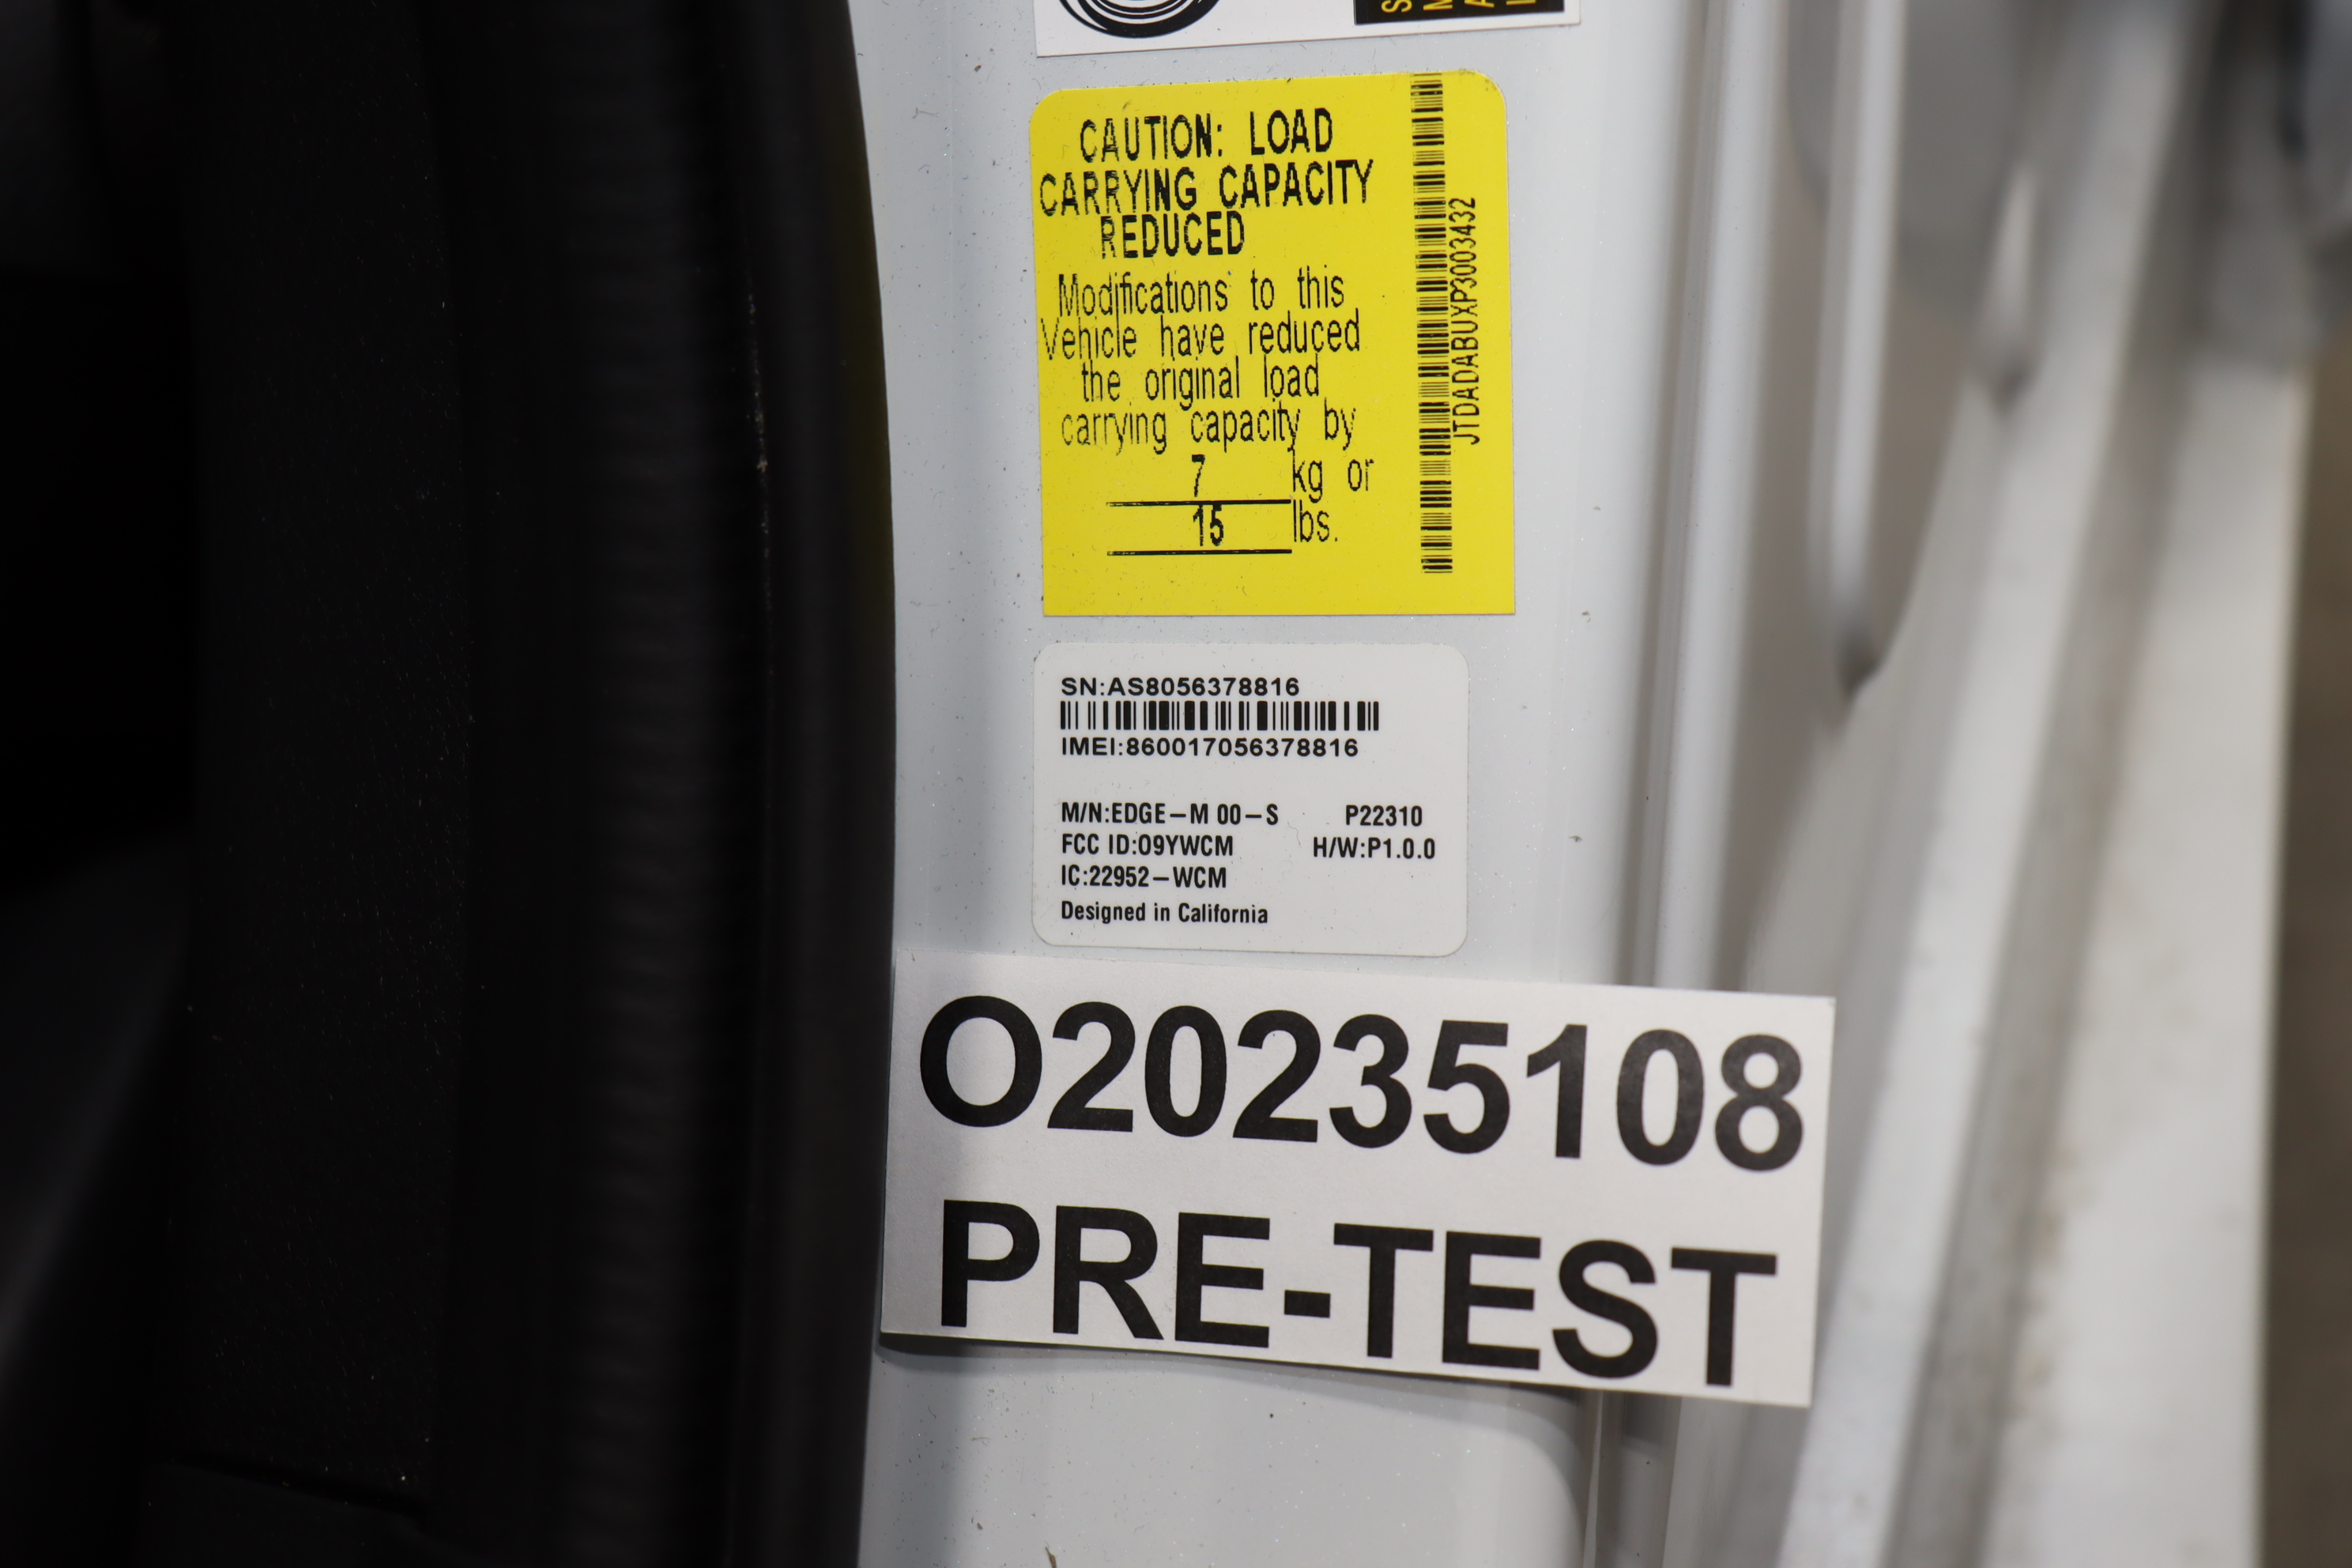 CAUTION: LOAD
CARRYING CAPACITY
REDUCED
Modifications to this
Vehicle have reduced
the original load
carrying capacity by
7 kg or
15 lbs.
JTDADABUXP3003432
SN:AS8056378816
IMEI:860017056378816
M/N:EDGE-M 00-S P22310
FCC ID:O9YWCM H/W:P1.0.0
IC:22952-WCM
Designed in California
O20235108
PRE-TEST